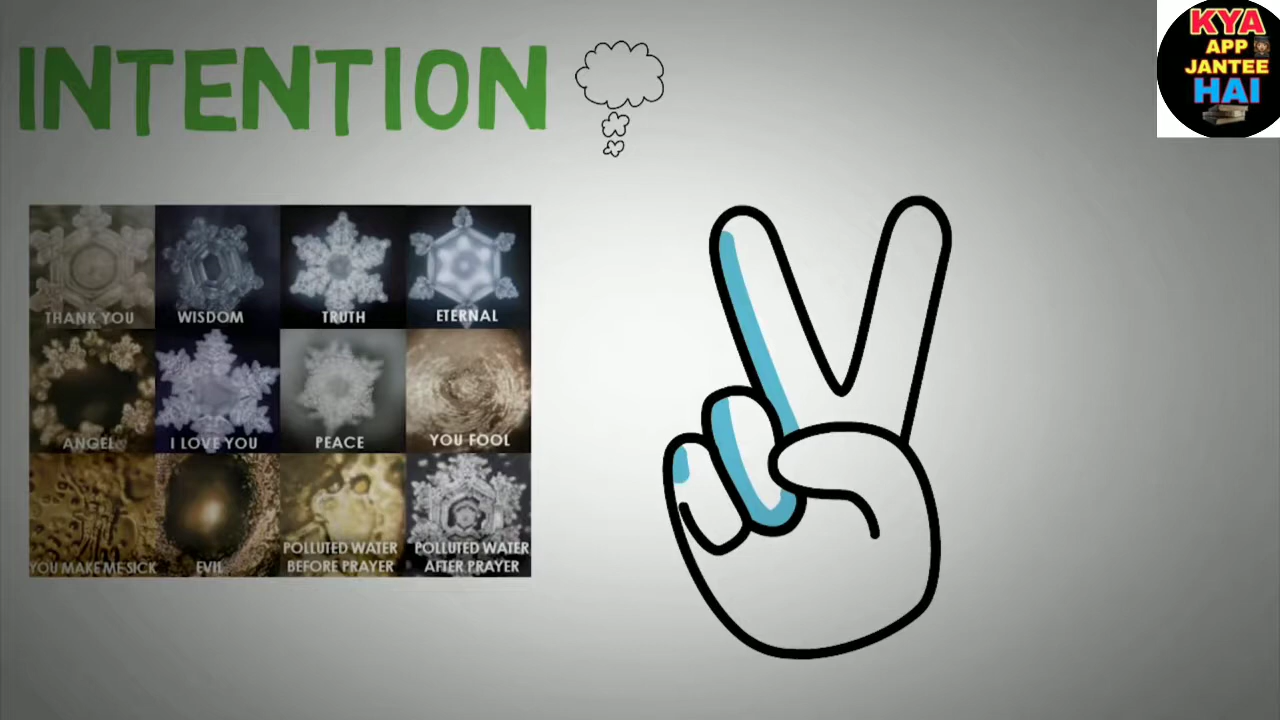 INTENTION
KYA
APP
JANTEE
HAI
THANK YOU
WISDOM
TRUTH
ETERNAL
ANGEL
I LOVE YOU
PEACE
YOU FOOL
YOU MAKE ME SICK
EVIL
POLLUTED WATER
BEFORE PRAYER
POLLUTED WATER
AFTER PRAYER